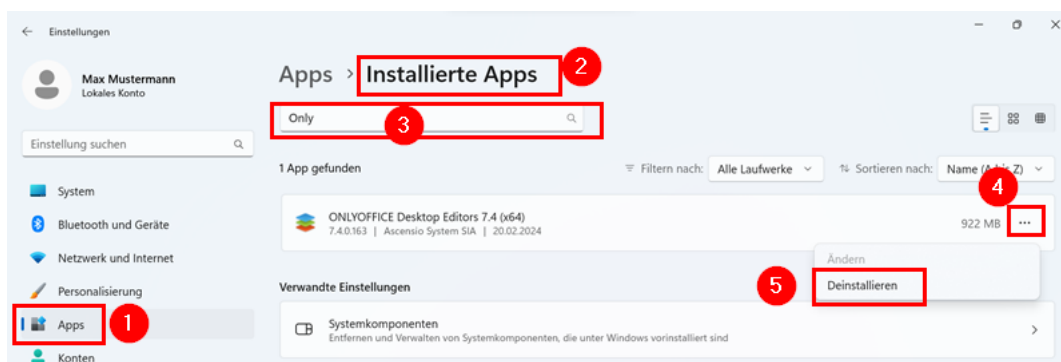 Einstellungen
Max Mustermann
Lokales Konto
Einstellung suchen
System
Bluetooth und Geräte
Netzwerk und Internet
Personalisierung
Apps
1
Konten
Apps > Installierte Apps
2
Only
3
1 App gefunden
Filtern nach: Alle Laufwerke
Sortieren nach: Name (A bis Z)
4
ONLYOFFICE Desktop Editors 7.4 (x64)
7.4.0.163 | Ascensio System SIA | 20.02.2024
922 MB
Ändern
5
Deinstallieren
Verwandte Einstellungen
Systemkomponenten
Entfernen und Verwalten von Systemkomponenten, die unter Windows vorinstalliert sind